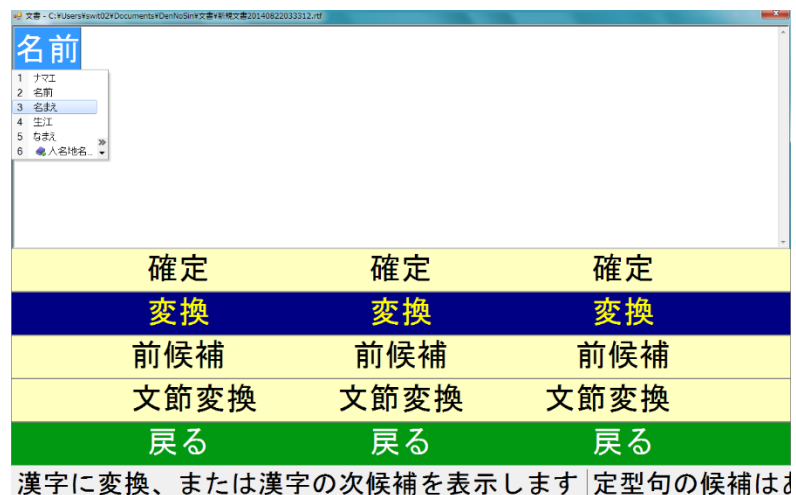 文書 - C:¥Users¥swit02¥Documents¥DenNoSin¥文書¥新規文書20140822033312.rtf
名前
1 ナマエ
2 名前
3 名まえ
4 生江
5 なまえ
6 人名地名...
確定 確定 確定
変換 変換 変換
前候補 前候補 前候補
文節変換 文節変換 文節変換
戻る 戻る 戻る
漢字に変換、または漢字の次候補を表示します 定型句の候補は